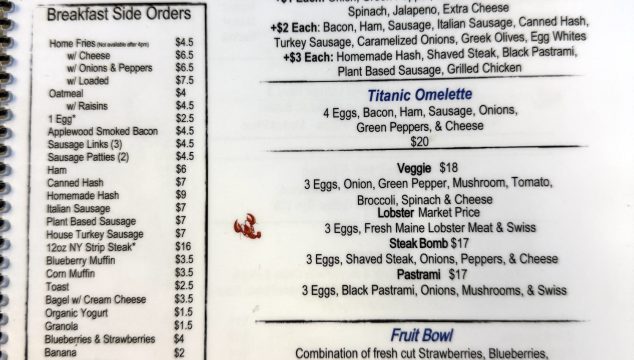 Breakfast Side Orders
Home Fries (Not available after 4pm) $4.5
w/ Cheese $6.5
w/ Onions & Peppers $6.5
w/ Loaded $7.5
Oatmeal $4
w/ Raisins $4.5
1 Egg* $2.5
Applewood Smoked Bacon $4.5
Sausage Links (3) $4.5
Sausage Patties (2) $4.5
Ham $6
Canned Hash $7
Homemade Hash $9
Italian Sausage $7
Plant Based Sausage $7
House Turkey Sausage $7
12oz NY Strip Steak* $16
Blueberry Muffin $3.5
Corn Muffin $3.5
Toast $2.5
Bagel w/ Cream Cheese $3.5
Organic Yogurt $1.5
Granola $1.5
Blueberries & Strawberries $4
Banana $2
Spinach, Jalapeno, Extra Cheese
+$2 Each: Bacon, Ham, Sausage, Italian Sausage, Canned Hash,
Turkey Sausage, Caramelized Onions, Greek Olives, Egg Whites
+$3 Each: Homemade Hash, Shaved Steak, Black Pastrami,
Plant Based Sausage, Grilled Chicken
Titanic Omelette
4 Eggs, Bacon, Ham, Sausage, Onions,
Green Peppers, & Cheese
$20
Veggie $18
3 Eggs, Onion, Green Pepper, Mushroom, Tomato,
Broccoli, Spinach & Cheese
Lobster Market Price
3 Eggs, Fresh Maine Lobster Meat & Swiss
Steak Bomb $17
3 Eggs, Shaved Steak, Onions, Peppers, & Cheese
Pastrami $17
3 Eggs, Black Pastrami, Onions, Mushrooms, & Swiss
Fruit Bowl
Combination of fresh cut Strawberries, Blueberries,